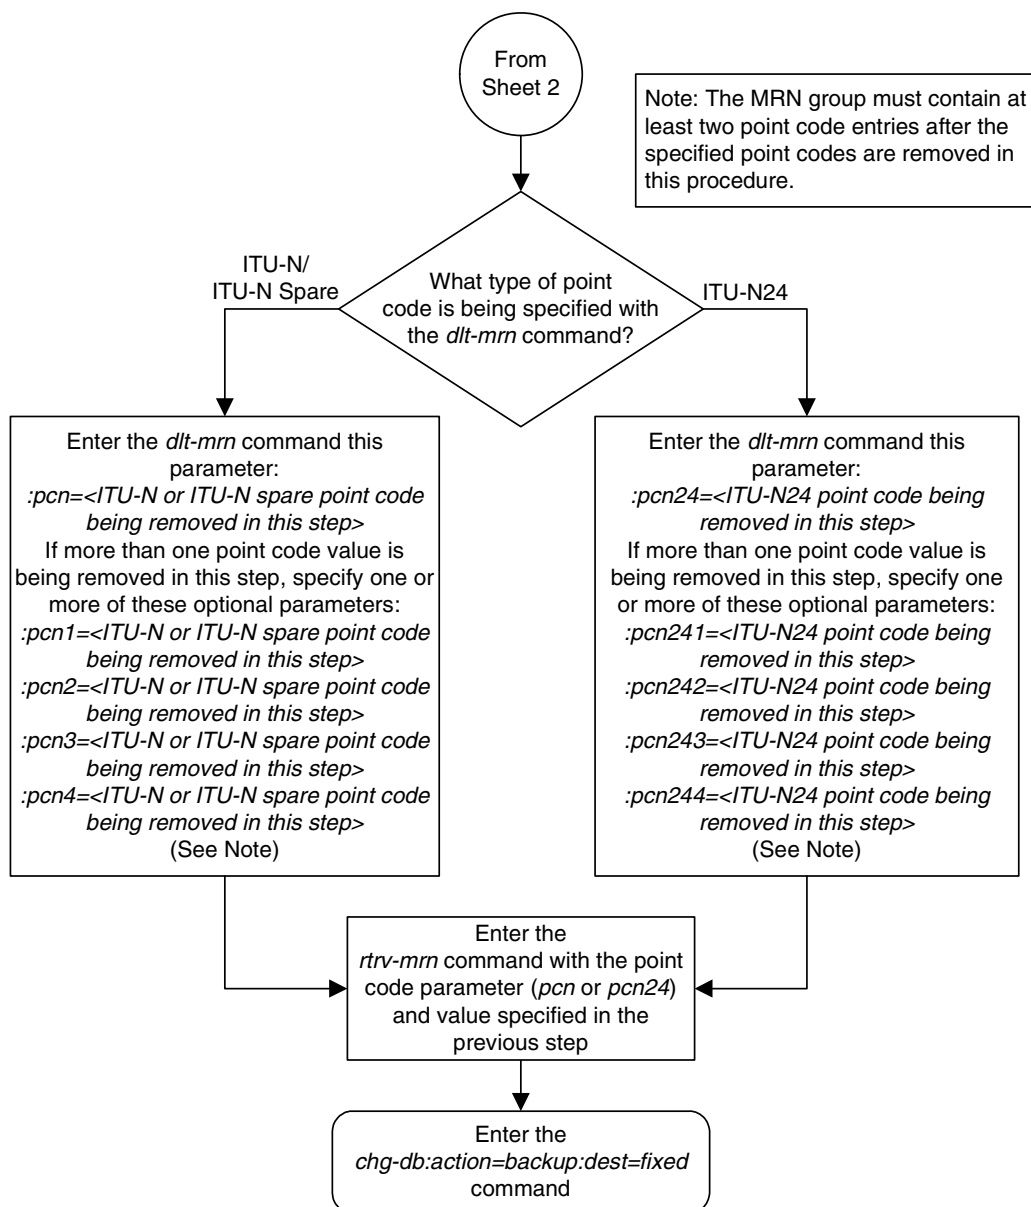 From
Sheet 2
Note: The MRN group must contain at
least two point code entries after the
specified point codes are removed in
this procedure.
What type of point
code is being specified with
the dlt-mrn command?
ITU-N/
ITU-N Spare
ITU-N24
Enter the dlt-mrn command this
parameter:
:pcn=<ITU-N or ITU-N spare point code
being removed in this step>
If more than one point code value is
being removed in this step, specify one or
more of these optional parameters:
:pcn1=<ITU-N or ITU-N spare point code
being removed in this step>
:pcn2=<ITU-N or ITU-N spare point code
being removed in this step>
:pcn3=<ITU-N or ITU-N spare point code
being removed in this step>
:pcn4=<ITU-N or ITU-N spare point code
being removed in this step>
(See Note)
Enter the dlt-mrn command this
parameter:
:pcn24=<ITU-N24 point code being
removed in this step>
If more than one point code value is
being removed in this step, specify one
or more of these optional parameters:
:pcn241=<ITU-N24 point code being
removed in this step>
:pcn242=<ITU-N24 point code being
removed in this step>
:pcn243=<ITU-N24 point code being
removed in this step>
:pcn244=<ITU-N24 point code being
removed in this step>
(See Note)
Enter the
rtrv-mrn command with the point
code parameter (pcn or pcn24)
and value specified in the
previous step
Enter the
chg-db:action=backup:dest=fixed
command